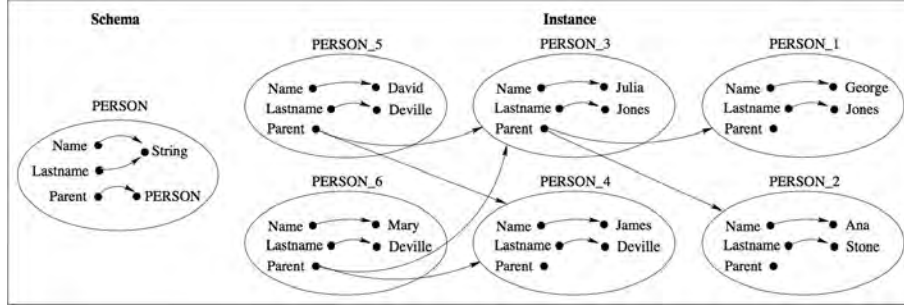 Schema
Instance
PERSON
Name
String
Lastname
Parent
PERSON
PERSON_5
Name
David
Lastname
Deville
Parent
PERSON_3
Name
Julia
Lastname
Jones
Parent
PERSON_1
Name
George
Lastname
Jones
Parent
PERSON_6
Name
Mary
Lastname
Deville
Parent
PERSON_4
Name
James
Lastname
Deville
Parent
PERSON_2
Name
Ana
Lastname
Stone
Parent